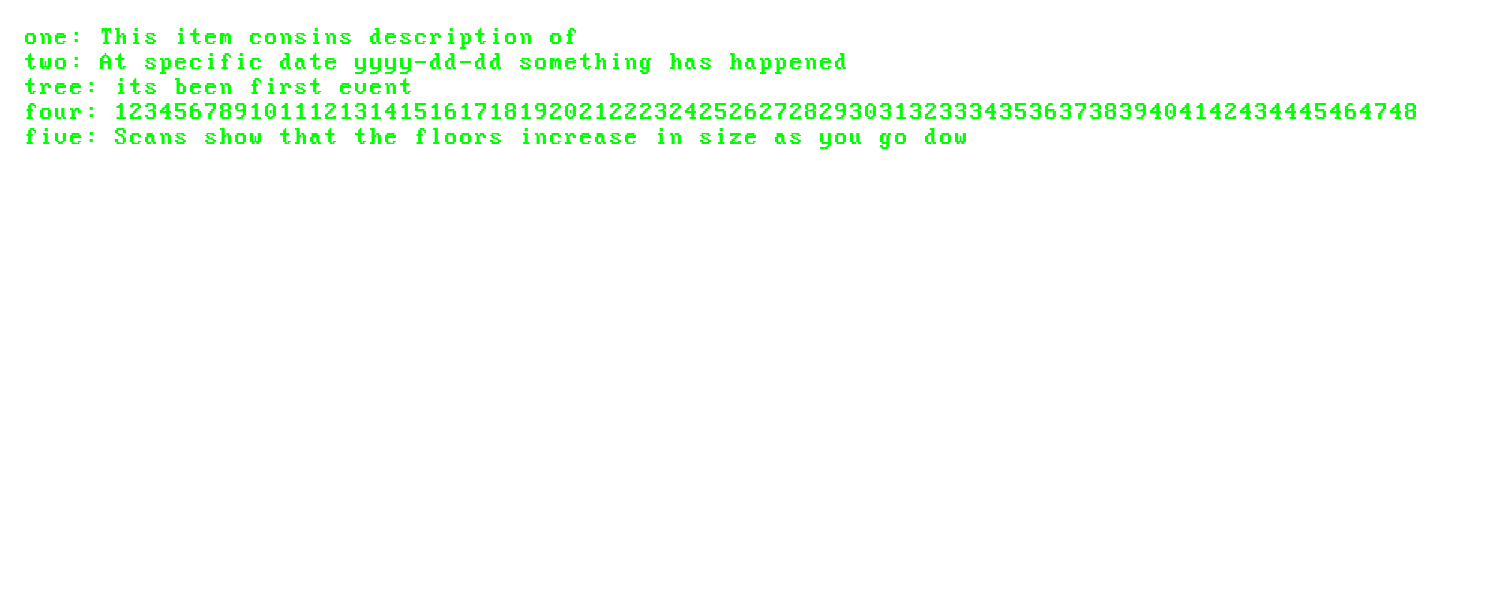 one: This item consins description of
two: At specific date yyyy-dd-dd something has happened
tree: its been first event
four: 123456789101112131415161718192021222324252627282930313233343536373839404142434445464748
five: Scans show that the floors increase in size as you go dow